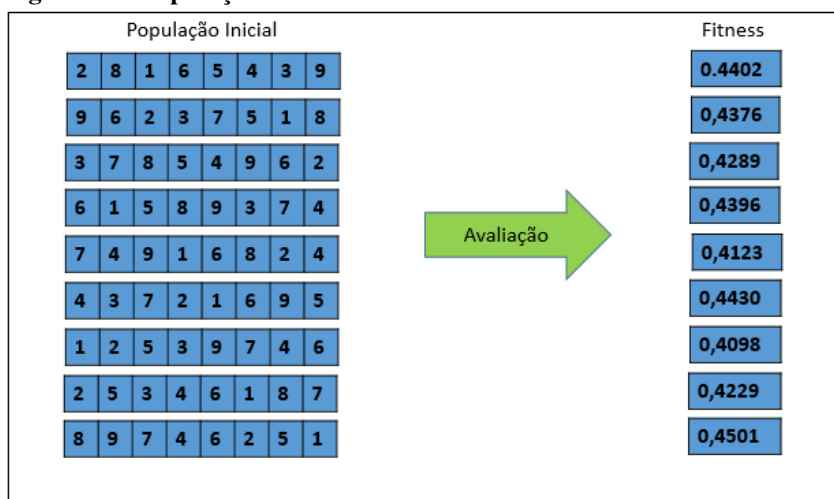 População Inicial Fitness
2 8 1 6 5 4 3 9 0.4402
9 6 2 3 7 5 1 8 0,4376
3 7 8 5 4 9 6 2 0,4289
6 1 5 8 9 3 7 4 0,4396
Avaliação
7 4 9 1 6 8 2 4 0,4123
4 3 7 2 1 6 9 5 0,4430
1 2 5 3 9 7 4 6 0,4098
2 5 3 4 6 1 8 7 0,4229
8 9 7 4 6 2 5 1 0,4501